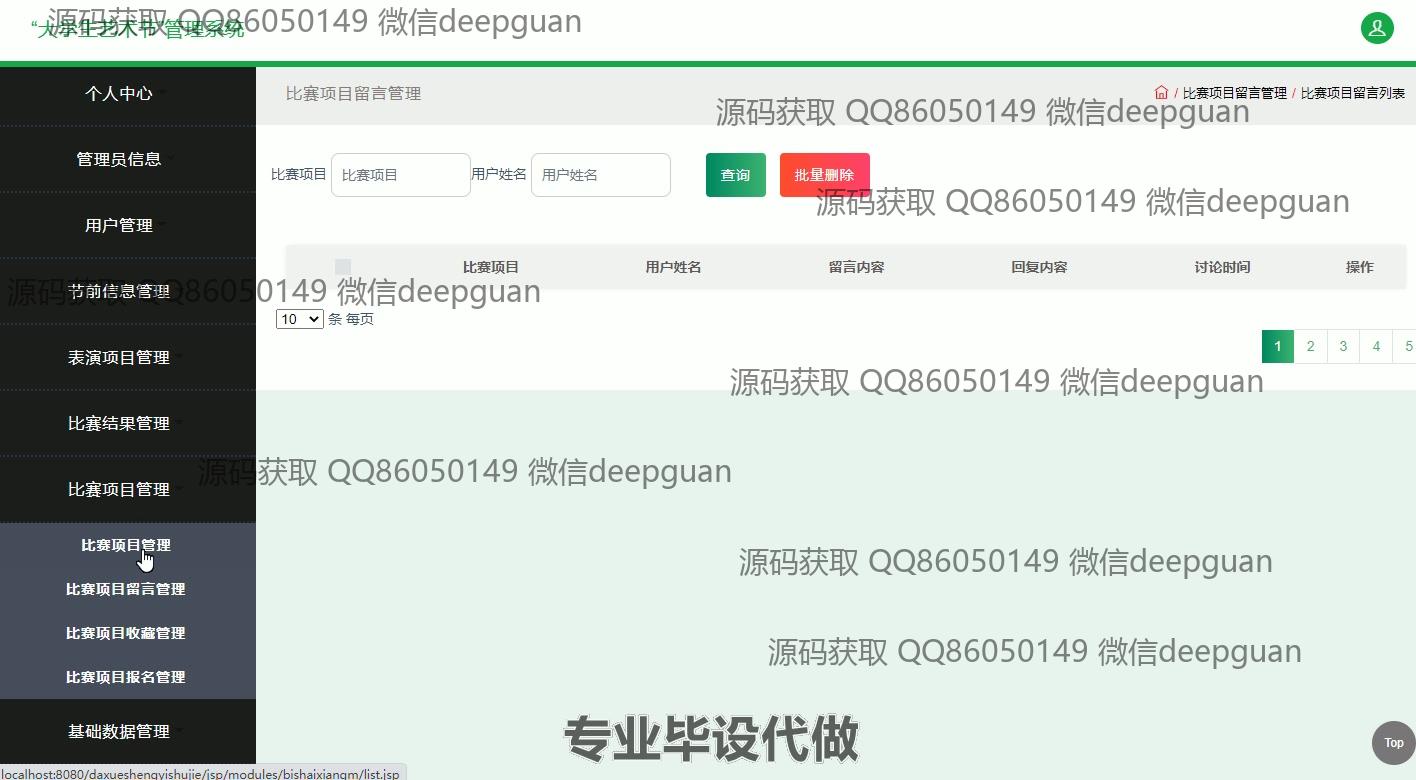 “大学生艺术节”管理系统
源码获取 QQ86050149 微信deepguan
个人中心
比赛项目留言管理
/ 比赛项目留言管理 / 比赛项目留言列表
源码获取 QQ86050149 微信deepguan
管理员信息
比赛项目 比赛项目 用户姓名 用户姓名 查询 批量删除
源码获取 QQ86050149 微信deepguan
用户管理
比赛项目 用户姓名 留言内容 回复内容 讨论时间 操作
节前信息管理
源码获取 QQ86050149 微信deepguan
10 条 每页
1 2 3 4 5
表演项目管理
源码获取 QQ86050149 微信deepguan
比赛结果管理
源码获取 QQ86050149 微信deepguan
比赛项目管理
比赛项目管理
源码获取 QQ86050149 微信deepguan
比赛项目留言管理
比赛项目收藏管理
源码获取 QQ86050149 微信deepguan
比赛项目报名管理
基础数据管理
专业毕设代做
Top
localhost:8080/daxueshengyishujie/jsp/modules/bishaixiangm/list.jsp